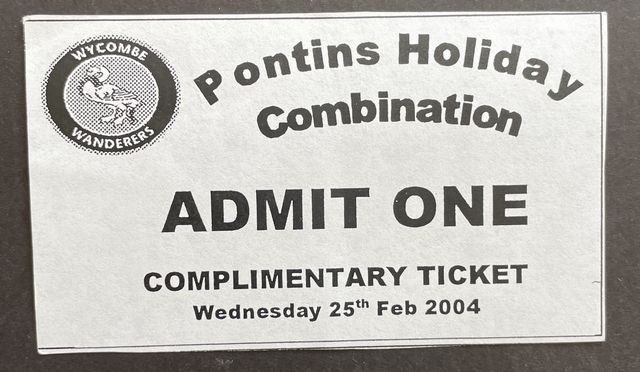 WYCOMBE
WANDERERS
Pontins Holiday
Combination
ADMIT ONE
COMPLIMENTARY TICKET
Wednesday 25th Feb 2004